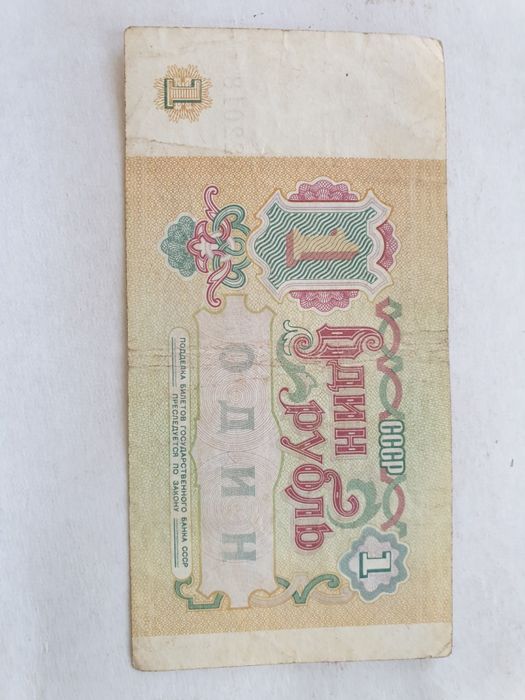 СССР
1
1
Один
рубль
ОДИН
1
ПОДДЕЛКА БИЛЕТОВ ГОСУДАРСТВЕННОГО БАНКА СССР
ПРЕСЛЕДУЕТСЯ ПО ЗАКОНУ